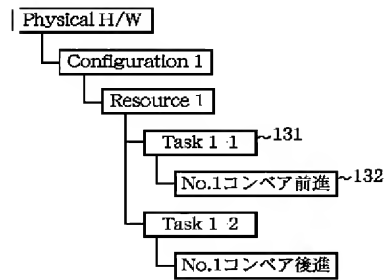 Physical H/W
Configuration 1
Resource 1
Task 1 1 ~131
No.1コンベア前進 ~132
Task 1 2
No.1コンベア後進